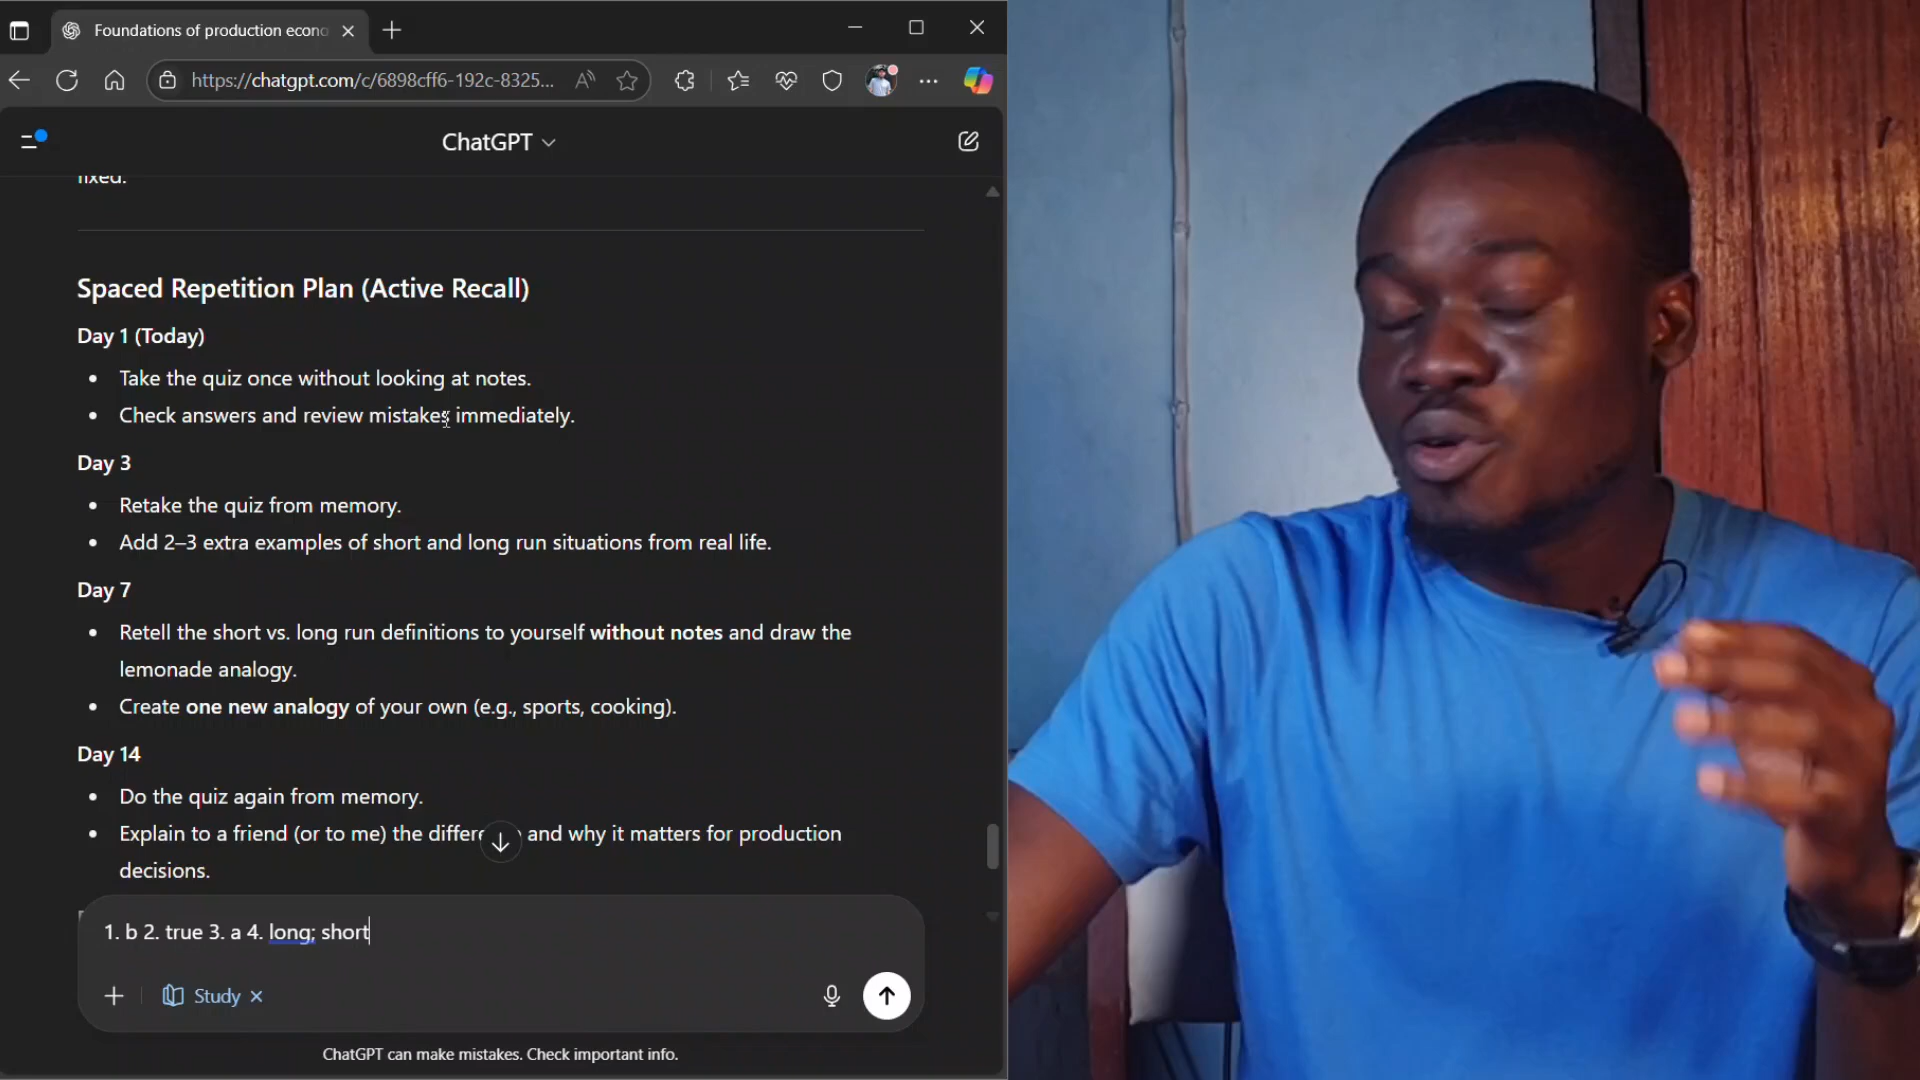 Foundations of production econo
https://chatgpt.com/c/6898cff6-192c-8325...
ChatGPT
fixed.
Spaced Repetition Plan (Active Recall)
Day 1 (Today)
• Take the quiz once without looking at notes.
• Check answers and review mistakes immediately.
Day 3
• Retake the quiz from memory.
• Add 2–3 extra examples of short and long run situations from real life.
Day 7
• Retell the short vs. long run definitions to yourself without notes and draw the
lemonade analogy.
• Create one new analogy of your own (e.g., sports, cooking).
Day 14
• Do the quiz again from memory.
• Explain to a friend (or to me) the differe and why it matters for production
decisions.
1. b 2. true 3. a 4. long; short
Study
ChatGPT can make mistakes. Check important info.